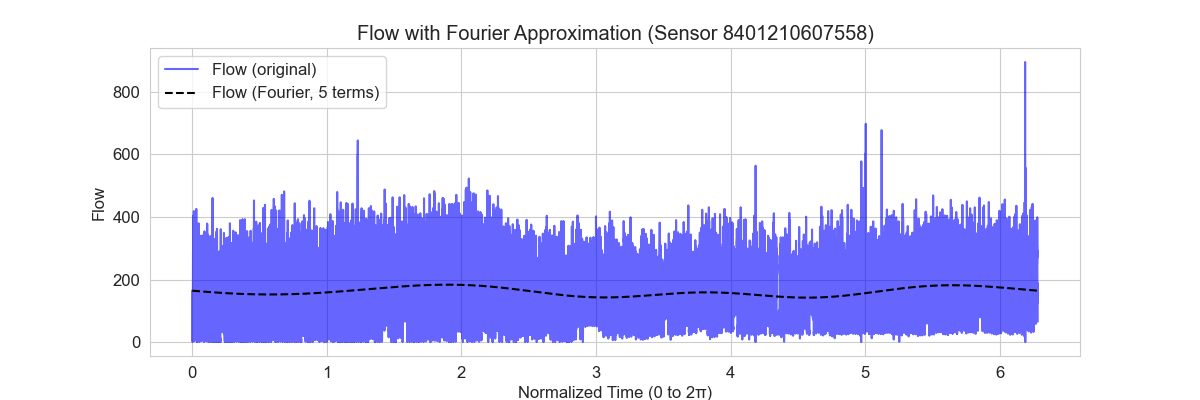 Flow with Fourier Approximation (Sensor 8401210607558)
Flow (original)
Flow (Fourier, 5 terms)
Flow
800
600
400
200
0
0 1 2 3 4 5 6
Normalized Time (0 to 2π)